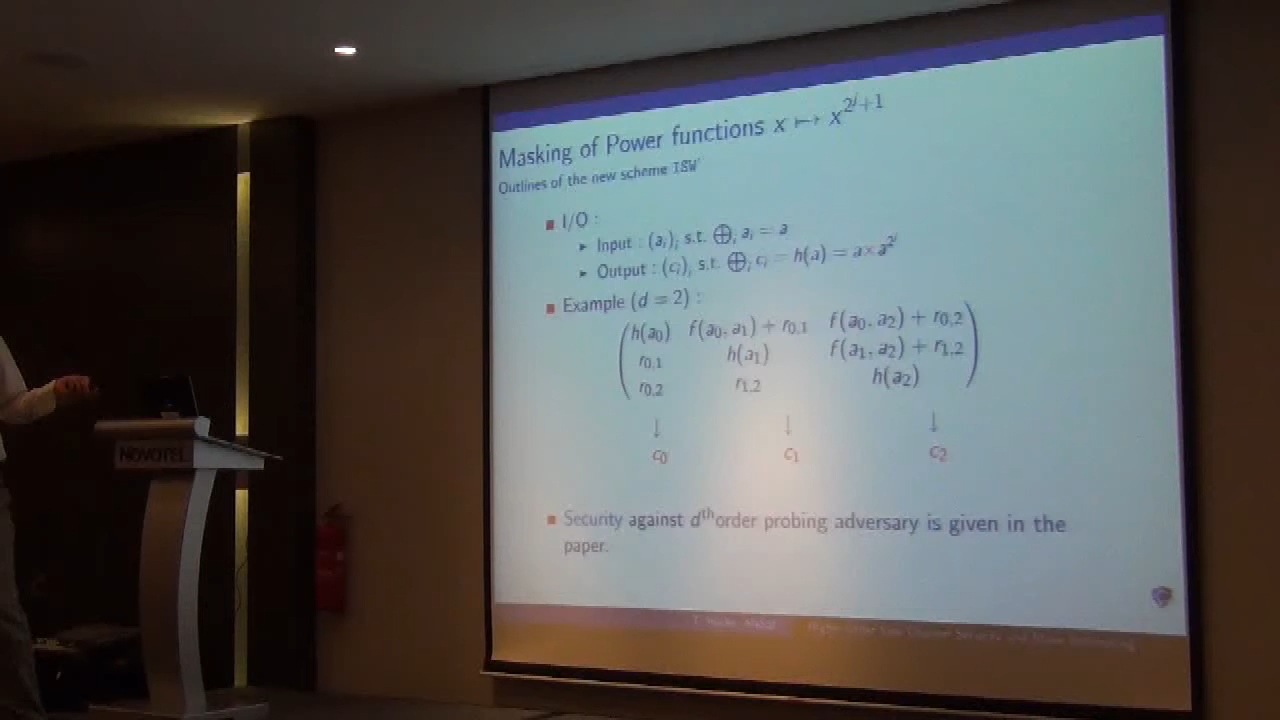 Masking of Power functions x ↦ x^{2^j+1}
Outlines of the new scheme ISW
I/O :
Input : (a_i)_i s.t. ⊕_i a_i = a
Output : (c_i)_i s.t. ⊕_i c_i = h(a) = a × a^{2^j}
Example (d = 2) :
h(a_0) f(a_0, a_1) + r_{0,1} f(a_0, a_2) + r_{0,2}
r_{0,1} h(a_1) f(a_1, a_2) + r_{1,2}
r_{0,2} r_{1,2} h(a_2)
↓ ↓ ↓
c_0 c_1 c_2
Security against d^{th} order probing adversary is given in the
paper.
NOVOTEL